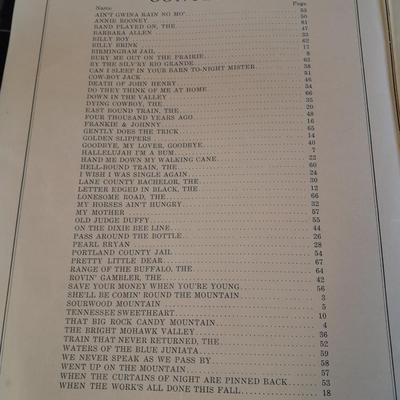 Name Page
AIN'T GWINA RAIN NO MO' 53
ANNIE ROONEY 50
BAND PLAYED ON, THE
BARBARA ALLEN 47
BILLY BOY 33
BILLY BRINK 62
BIRMINGHAM JAIL 17
BURY ME OUT ON THE PRAIRIE 8
BY THE SILV'RY RIO GRANDE 63
CAN I SLEEP IN YOUR BARN TO-NIGHT MISTER 38
COW-BOY JACK 51
DEATH OF JOHN HENRY 46
DO THEY THINK OF ME AT HOME 34
DOWN IN THE VALLEY 66
DYING COWBOY, THE 35
EAST BOUND TRAIN, THE 20
FOUR THOUSAND YEARS AGO 48
FRANKIE & JOHNNY 16
GENTLY DOES THE TRICK 65
GOLDEN SLIPPERS 14
GOODBYE, MY LOVER, GOODBYE 40
HALLELUJAH I'M A BUM 7
HAND ME DOWN MY WALKING CANE 22
HELL-BOUND TRAIN, THE 60
I WISH I WAS SINGLE AGAIN 24
LANE COUNTY BACHELOR, THE 30
LETTER EDGED IN BLACK, THE 12
LONESOME ROAD, THE 66
MY HORSES AIN'T HUNGRY 32
MY MOTHER 57
OLD JUDGE DUFFY 55
ON THE DIXIE BEE LINE 44
PASS AROUND THE BOTTLE 26
PEARL BRYAN 28
PORTLAND COUNTY JAIL 54
PRETTY LITTLE DEAR 67
RANGE OF THE BUFFALO, THE 64
ROVIN' GAMBLER, THE 42
SAVE YOUR MONEY WHEN YOU'RE YOUNG 56
SHE'LL BE COMIN' ROUND THE MOUNTAIN 3
SOURWOOD MOUNTAIN 5
TENNESSEE SWEETHEART 10
THAT BIG ROCK CANDY MOUNTAIN 4
THE BRIGHT MOHAWK VALLEY 36
TRAIN THAT NEVER RETURNED, THE 52
WATERS OF THE BLUE JUNIATA 59
WE NEVER SPEAK AS WE PASS BY 58
WENT UP ON THE MOUNTAIN 57
WHEN THE CURTAINS OF NIGHT ARE PINNED BACK 53
WHEN THE WORK'S ALL DONE THIS FALL 18